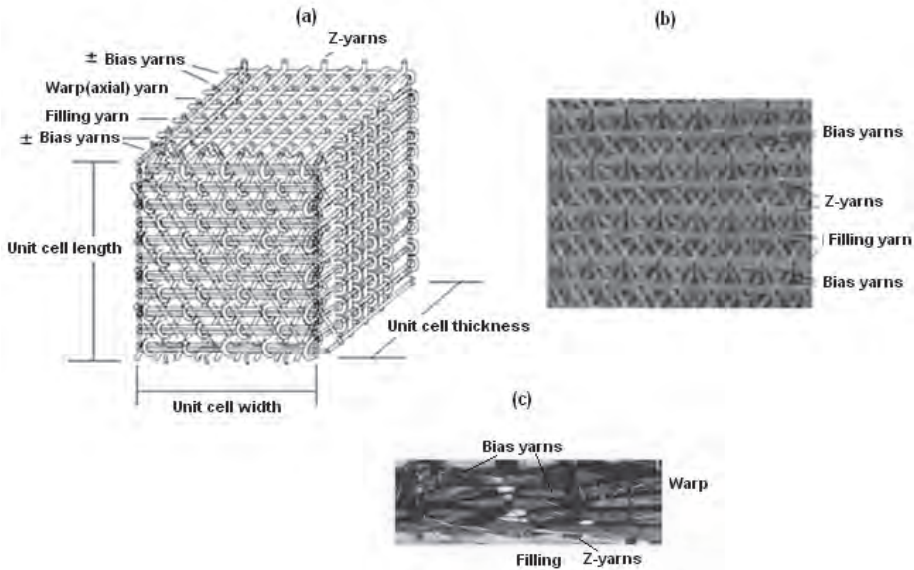 (a)
Z-yarns
± Bias yarns
Warp(axial) yarn
Filling yarn
± Bias yarns
Unit cell length
Unit cell thickness
Unit cell width
(b)
Bias yarns
Z-yarns
Filling yarn
Bias yarns
(c)
Bias yarns
Warp
Filling
Z-yarns